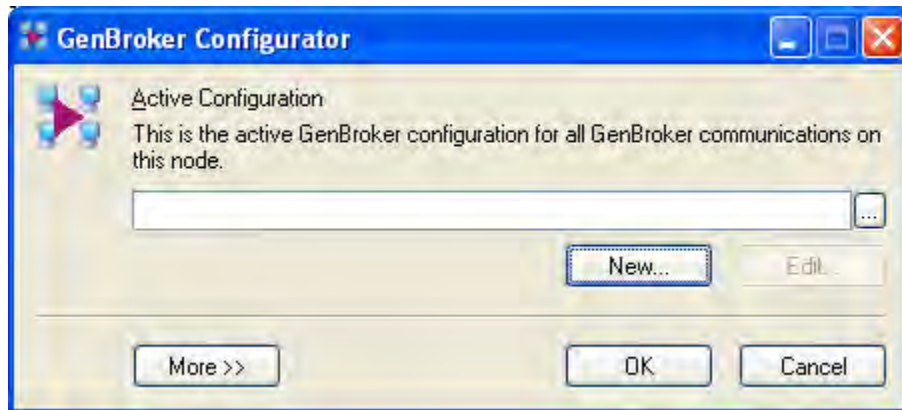 GenBroker Configurator
Active Configuration
This is the active GenBroker configuration for all GenBroker communications on
this node.
...
New...
Edit...
More >>
OK
Cancel